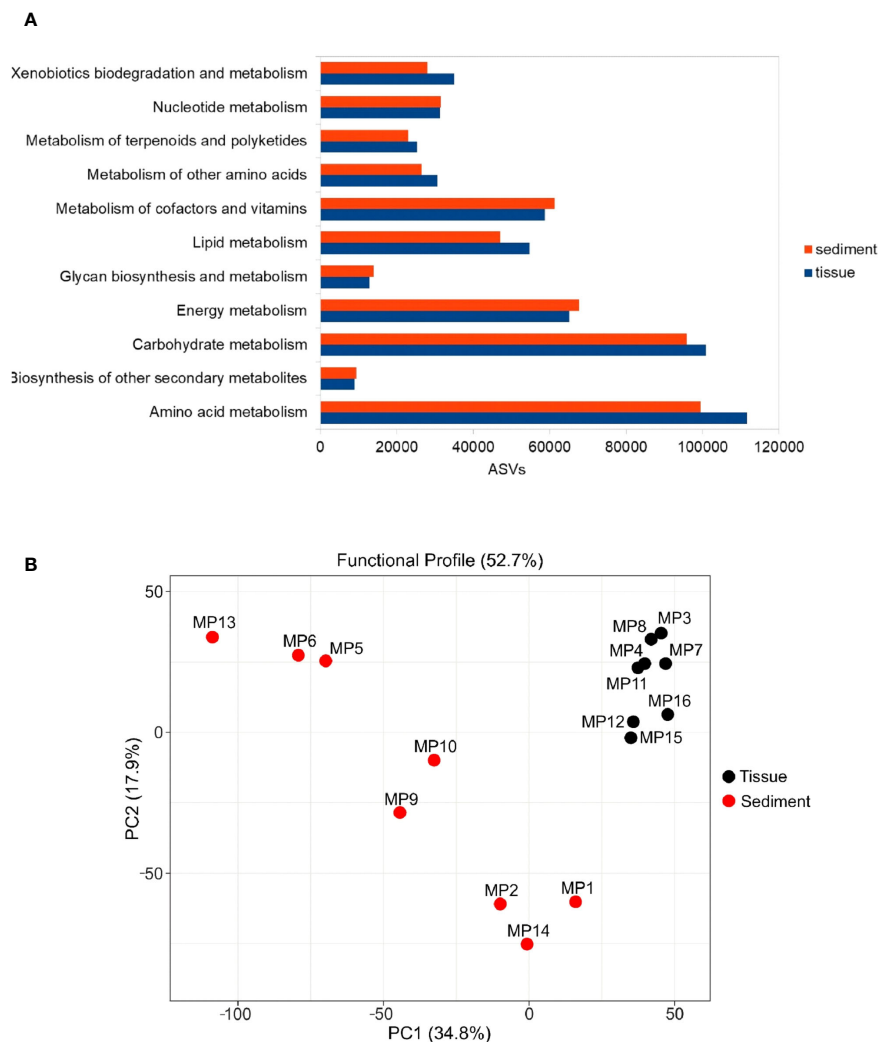 A
Xenobiotics biodegradation and metabolism
Nucleotide metabolism
Metabolism of terpenoids and polyketides
Metabolism of other amino acids
Metabolism of cofactors and vitamins
Lipid metabolism
Glycan biosynthesis and metabolism
Energy metabolism
Carbohydrate metabolism
Biosynthesis of other secondary metabolites
Amino acid metabolism
0 20000 40000 60000 80000 100000 120000
ASVs
sediment
tissue
B
Functional Profile (52.7%)
50
0
-50
PC2 (17.9%)
MP13
MP6
MP5
MP10
MP9
MP2
MP1
MP14
MP8
MP3
MP4
MP7
MP11
MP16
MP12
MP15
-100 -50 0 50
PC1 (34.8%)
Tissue
Sediment